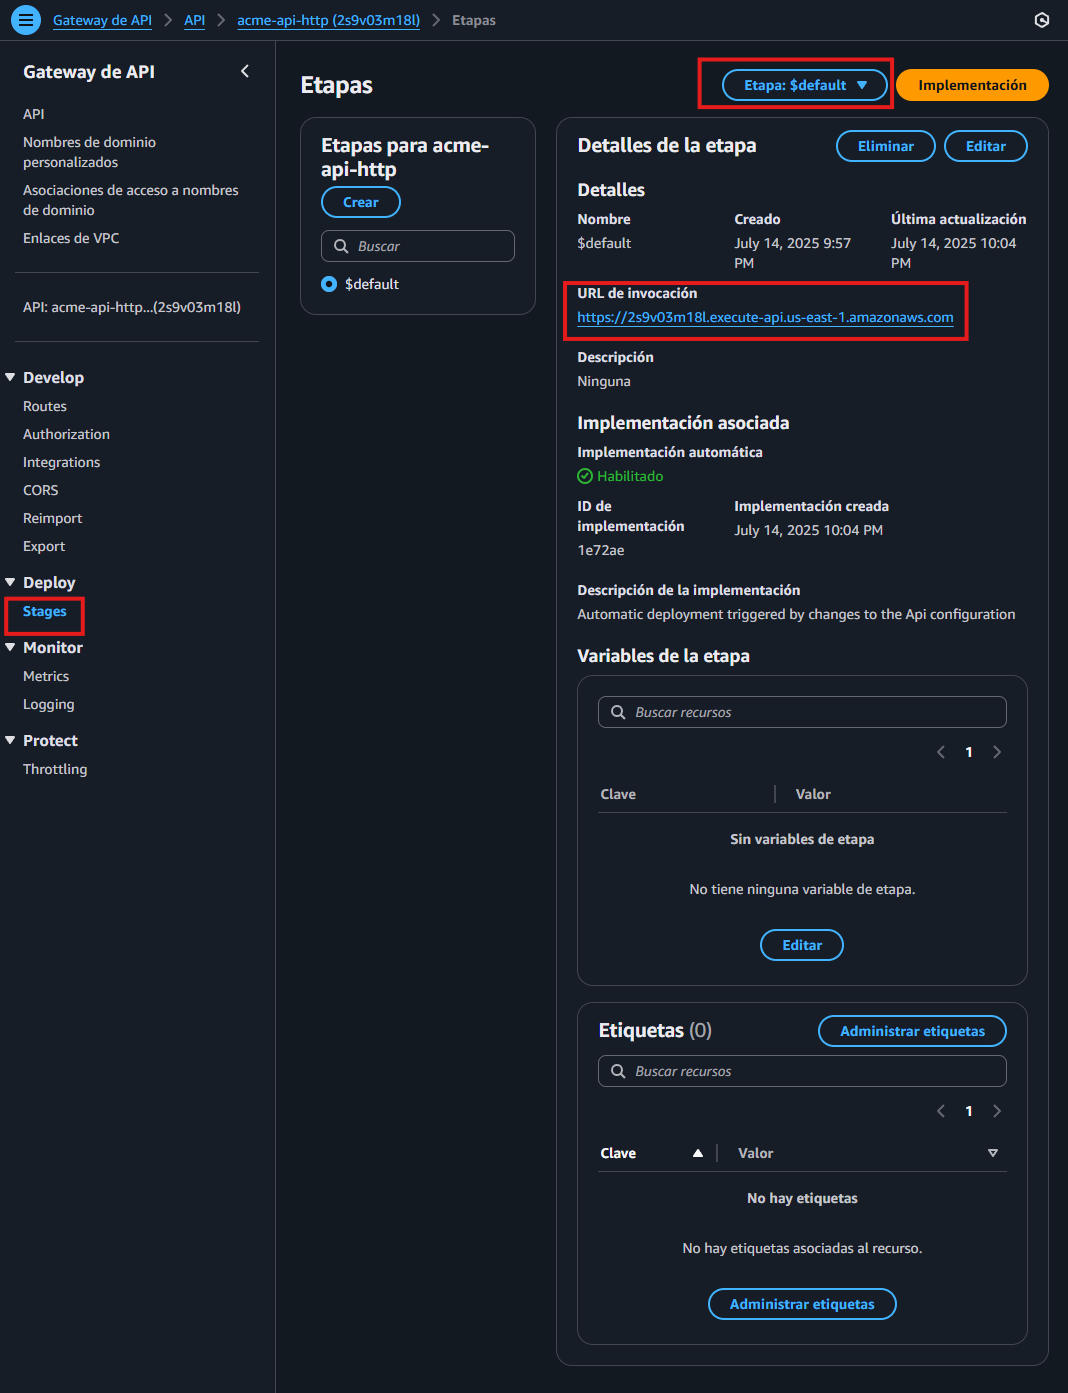 Gateway de API
API
acme-api-http (2s9v03m18l)
Etapas
Gateway de API
API
Nombres de dominio
personalizados
Asociaciones de acceso a nombres
de dominio
Enlaces de VPC
API: acme-api-http...(2s9v03m18l)
Develop
Routes
Authorization
Integrations
CORS
Reimport
Export
Deploy
Stages
Monitor
Metrics
Logging
Protect
Throttling
Etapas
Etapa: $default
Implementación
Etapas para acme-
api-http
Crear
Buscar
$default
Detalles de la etapa
Eliminar
Editar
Detalles
Nombre
$default
Creado
July 14, 2025 9:57
PM
Última actualización
July 14, 2025 10:04
PM
URL de invocación
https://2s9v03m18l.execute-api.us-east-1.amazonaws.com
Descripción
Ninguna
Implementación asociada
Implementación automática
Habilitado
ID de
implementación
1e72ae
Implementación creada
July 14, 2025 10:04 PM
Descripción de la implementación
Automatic deployment triggered by changes to the Api configuration
Variables de la etapa
Buscar recursos
1
Clave
Valor
Sin variables de etapa
No tiene ninguna variable de etapa.
Editar
Etiquetas (0)
Administrar etiquetas
Buscar recursos
1
Clave
Valor
No hay etiquetas
No hay etiquetas asociadas al recurso.
Administrar etiquetas